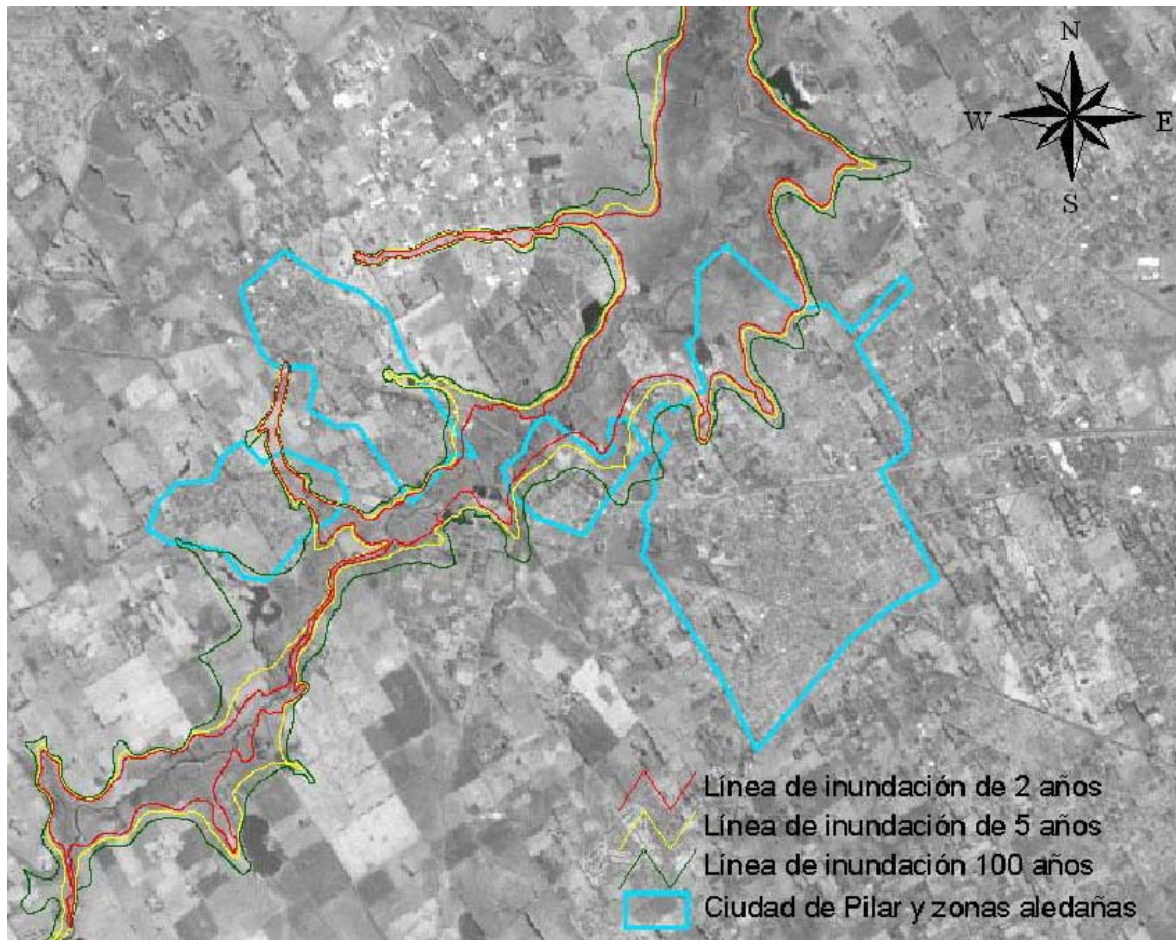 N
W E
S
Línea de inundación de 2 años
Línea de inundación de 5 años
Línea de inundación 100 años
Ciudad de Pilar y zonas aledañas